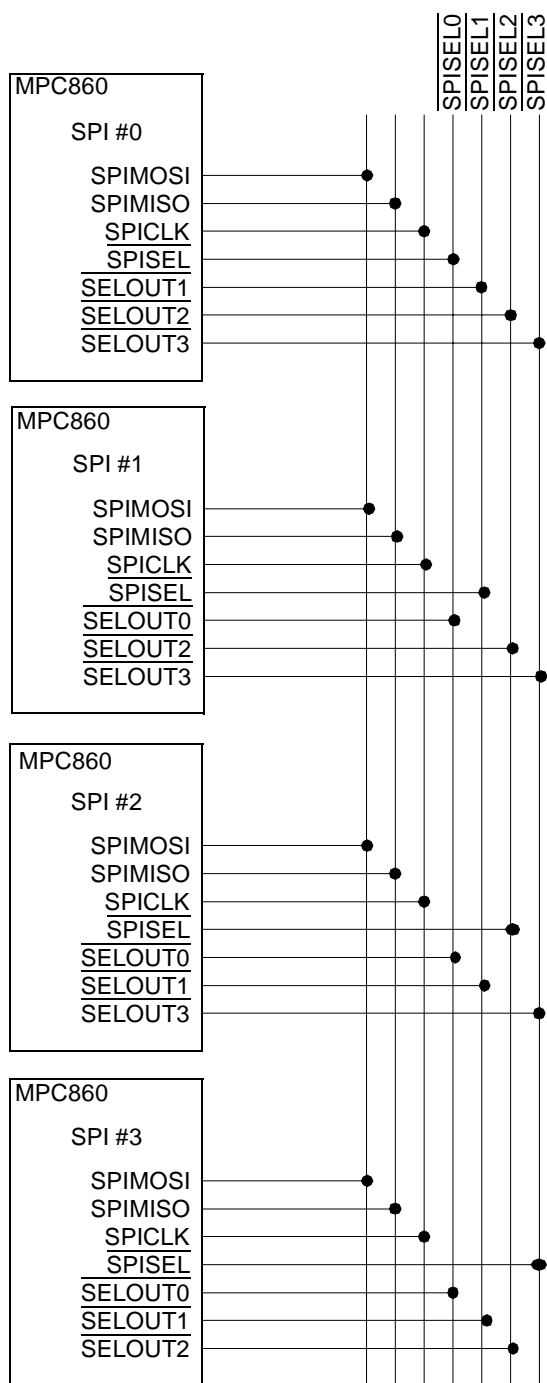 SPISEL0
SPISEL1
SPISEL2
SPISEL3
MPC860
SPI #0
SPIMOSI
SPIMISO
SPICLK
SPISEL
SELOUT1
SELOUT2
SELOUT3
MPC860
SPI #1
SPIMOSI
SPIMISO
SPICLK
SPISEL
SELOUT0
SELOUT2
SELOUT3
MPC860
SPI #2
SPIMOSI
SPIMISO
SPICLK
SPISEL
SELOUT0
SELOUT1
SELOUT3
MPC860
SPI #3
SPIMOSI
SPIMISO
SPICLK
SPISEL
SELOUT0
SELOUT1
SELOUT2